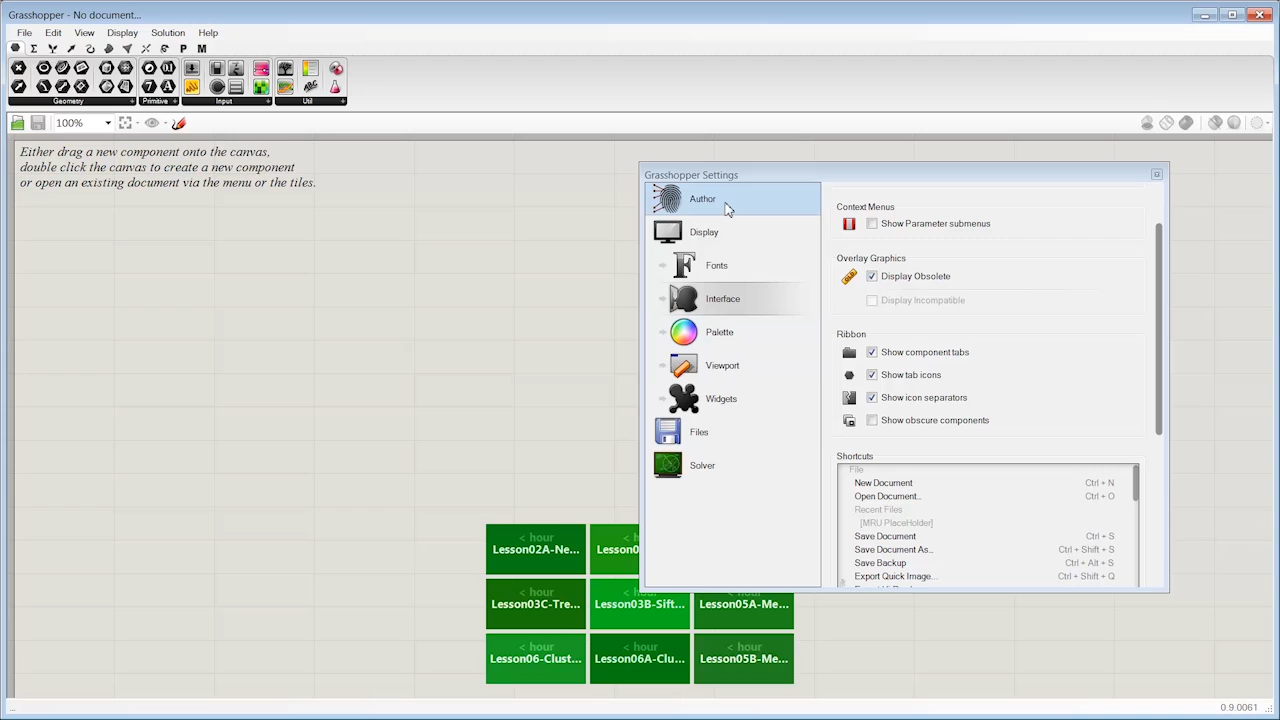 Grasshopper - No document...
File Edit View Display Solution Help
Σ P M
Geometry Primitive Input Util
100%
Either drag a new component onto the canvas,
double click the canvas to create a new component
or open an existing document via the menu or the tiles.
Grasshopper Settings
Author
Display
Fonts
Interface
Palette
Viewport
Widgets
Files
Solver
Context Menus
Show Parameter submenus
Overlay Graphics
Display Obsolete
Display Incompatible
Ribbon
Show component tabs
Show tab icons
Show icon separators
Show obscure components
Shortcuts
File
New Document Ctrl + N
Open Document... Ctrl + O
Recent Files
[MRU PlaceHolder]
Save Document Ctrl + S
Save Document As... Ctrl + Shift + S
Save Backup Ctrl + Alt + S
Export Quick Image... Ctrl + Shift + Q
< hour
Lesson02A-Ne...
< hour < hour < hour
Lesson03C-Tre... Lesson03B-Sift... Lesson05A-Me...
< hour < hour < hour
Lesson06-Clust... Lesson06A-Clu... Lesson05B-Me...
...
0.9.0061